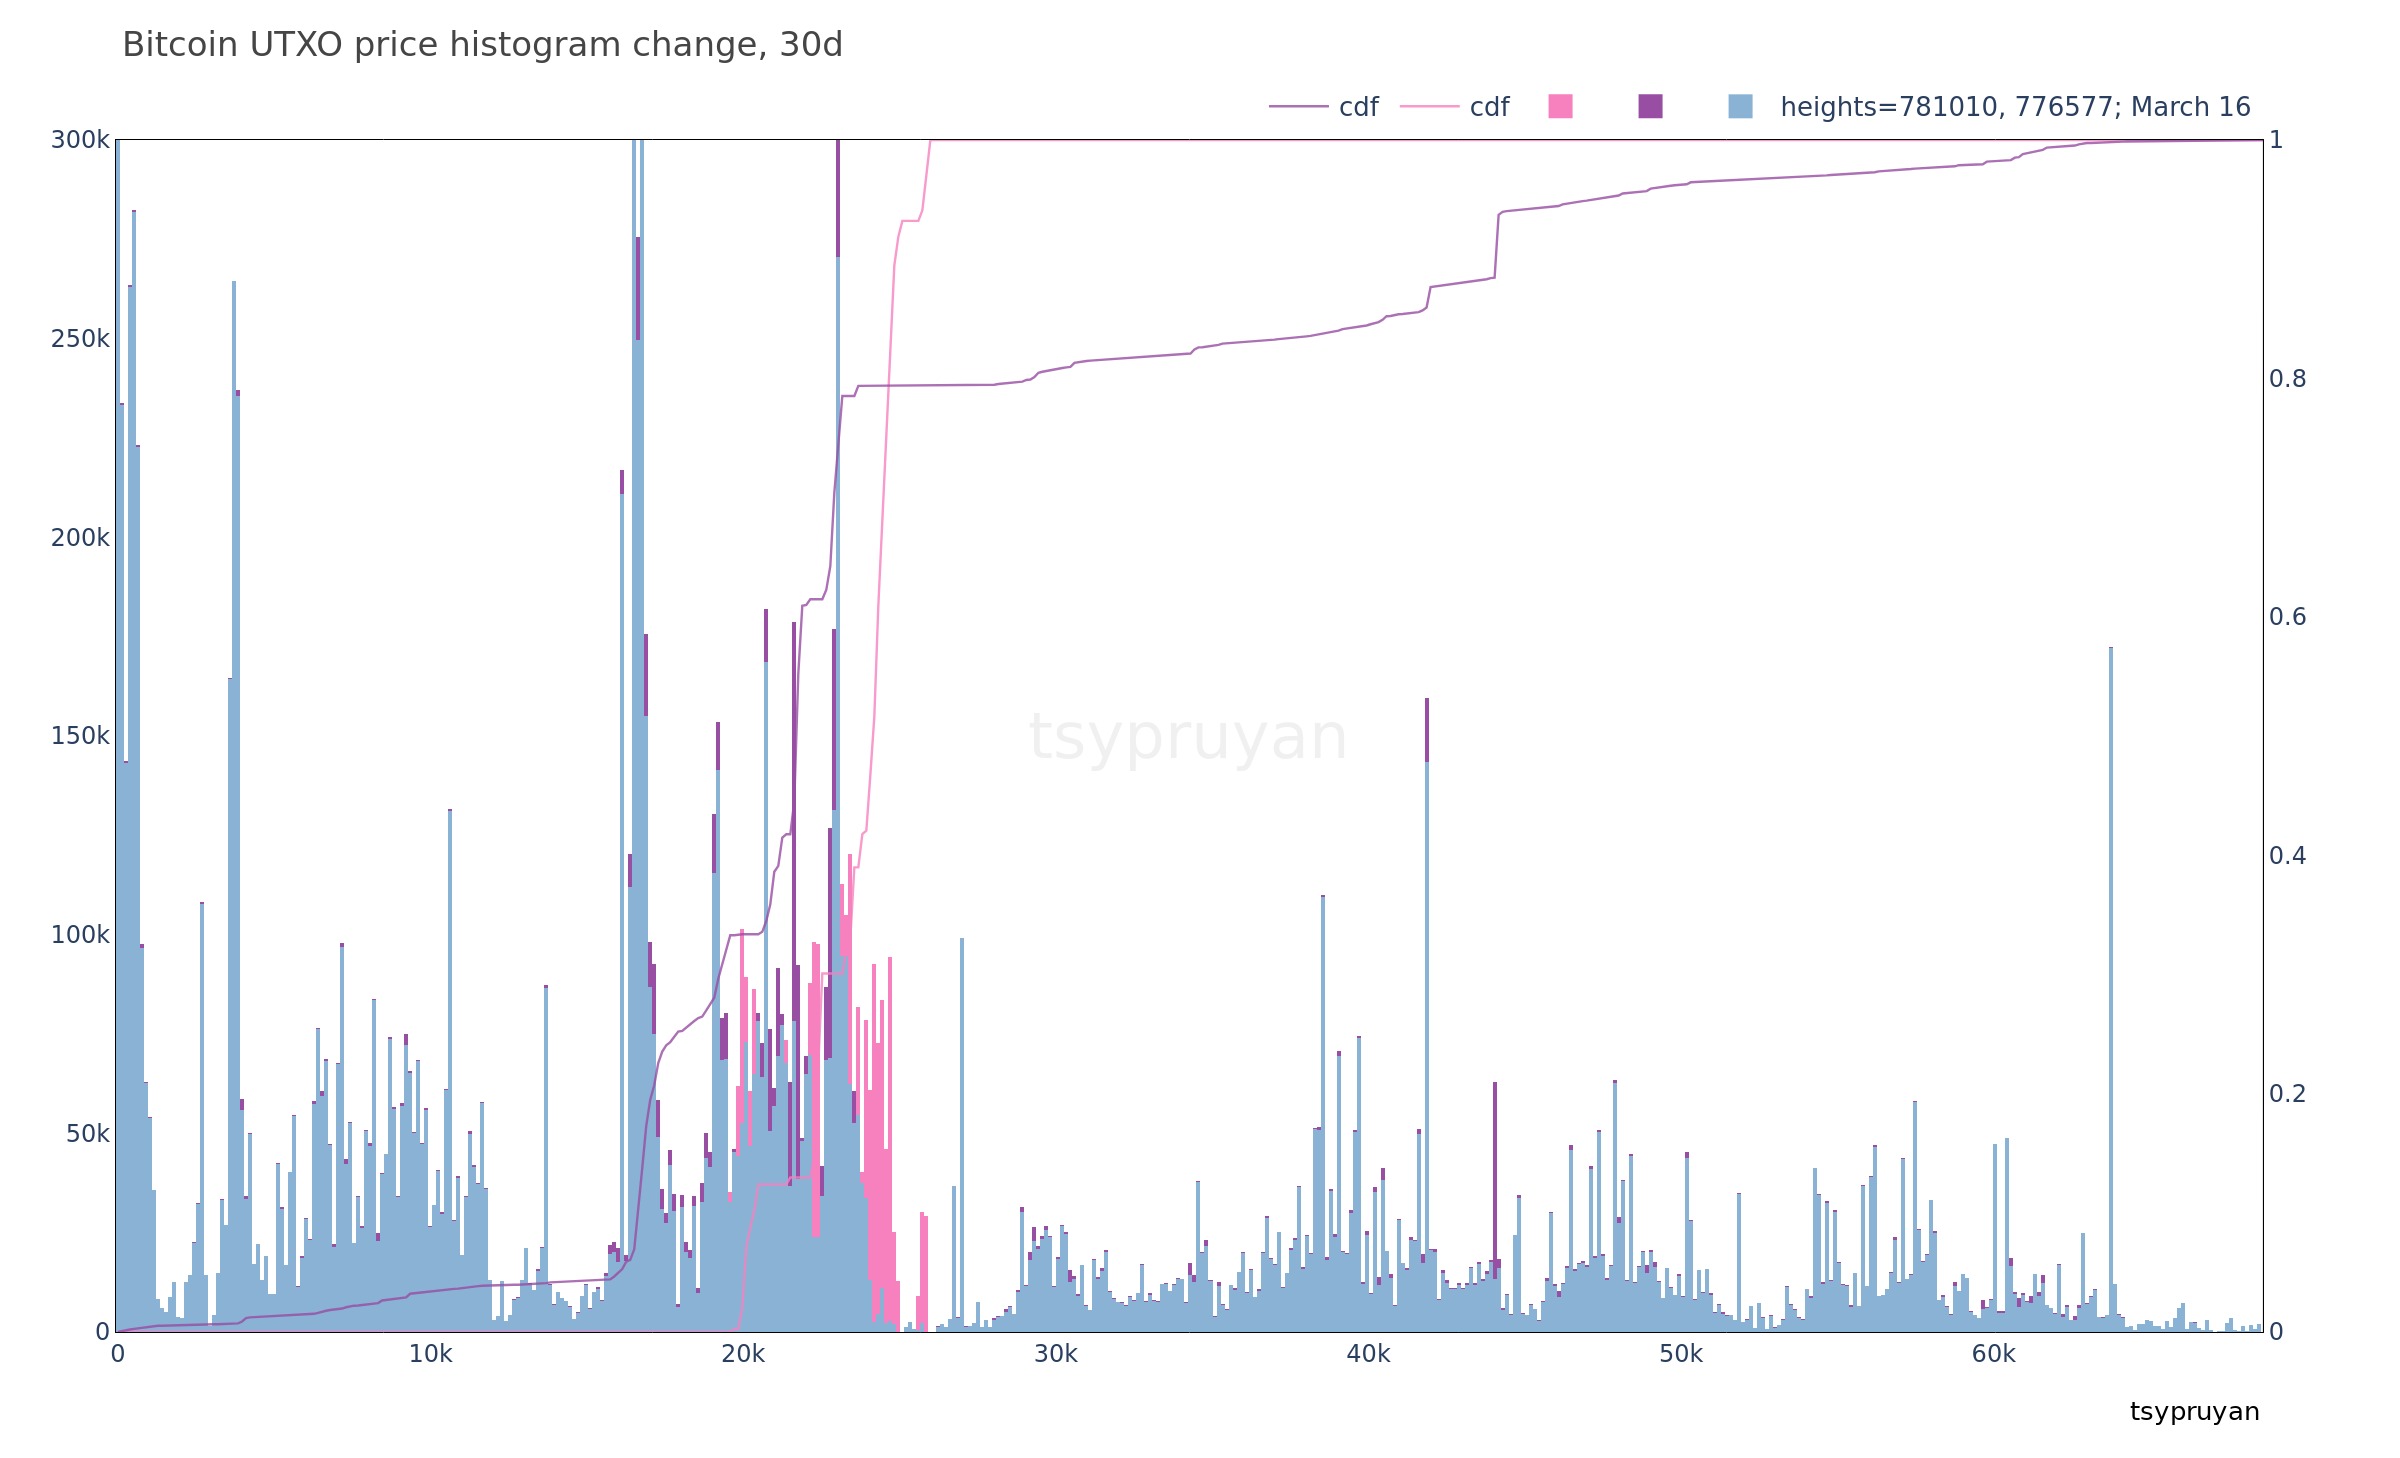 Bitcoin UTXO price histogram change, 30d
cdf cdf heights=781010, 776577; March 16
300k
250k
200k
150k
100k
50k
0
1
0.8
0.6
0.4
0.2
0
tsypruyan
0 10k 20k 30k 40k 50k 60k
tsypruyan